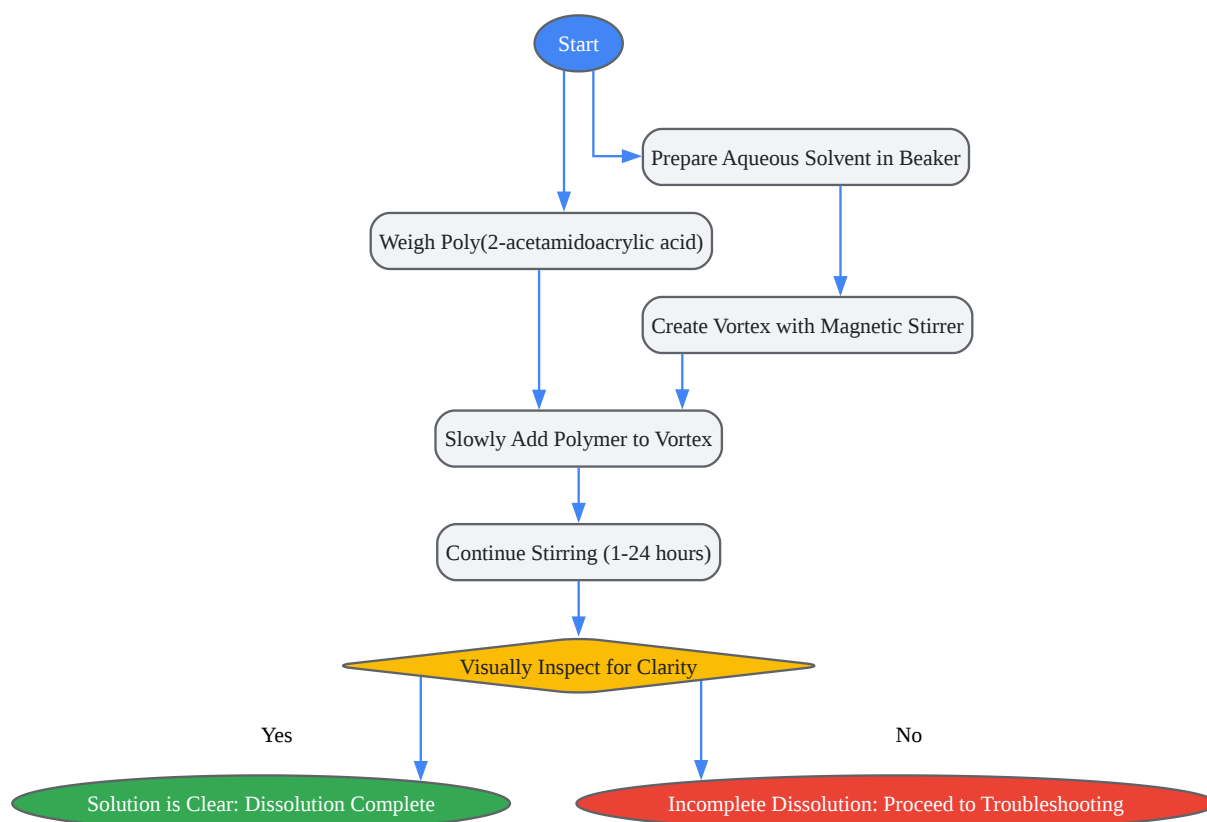 Start
Prepare Aqueous Solvent in Beaker
Weigh Poly(2-acetamidoacrylic acid)
Create Vortex with Magnetic Stirrer
Slowly Add Polymer to Vortex
Continue Stirring (1-24 hours)
Visually Inspect for Clarity
Yes
No
Solution is Clear: Dissolution Complete
Incomplete Dissolution: Proceed to Troubleshooting